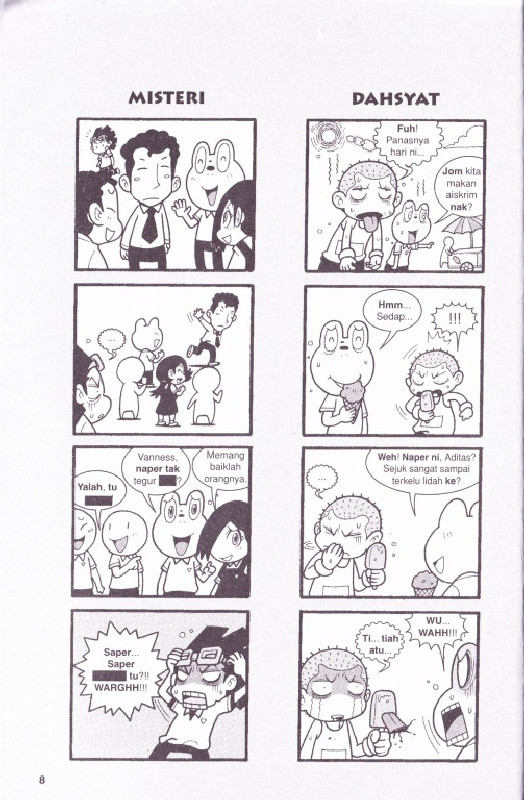 MISTERI
...
Yalah, tu
Vanness,
naper tak
tegur ?
Memang
baiklah
orangnya.
Saper...
Saper
tu?!!
WARGHH!!!
DAHSYAT
Fuh!
Panasnya
hari ni...
Jom kita
makan
aiskrim
nak?
Hmm...
Sedap...
!!!
...
Weh! Naper ni, Aditas?
Sejuk sangat sampai
terkelu lidah ke?
Ti... tiah
atu...
WU...
WAHH!!!
8